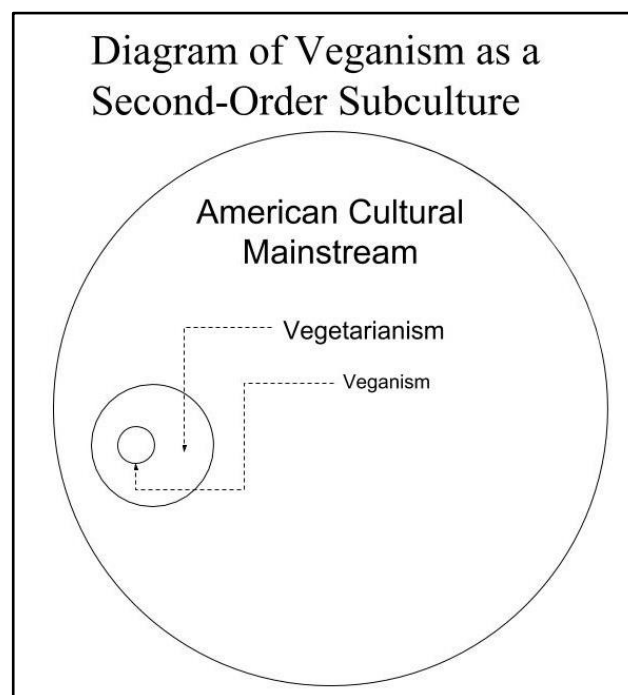 Diagram of Veganism as a
Second-Order Subculture
American Cultural
Mainstream
Vegetarianism
Veganism